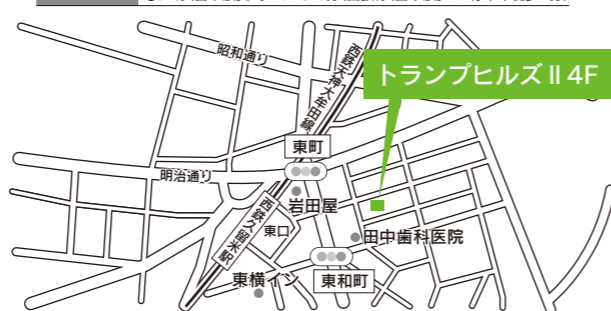 昭和通り
西鉄天神大牟田線
トランプヒルズⅡ 4F
東町
明治通り
岩田屋
西鉄久留米駅
東口
田中歯科医院
東横イン
東和町